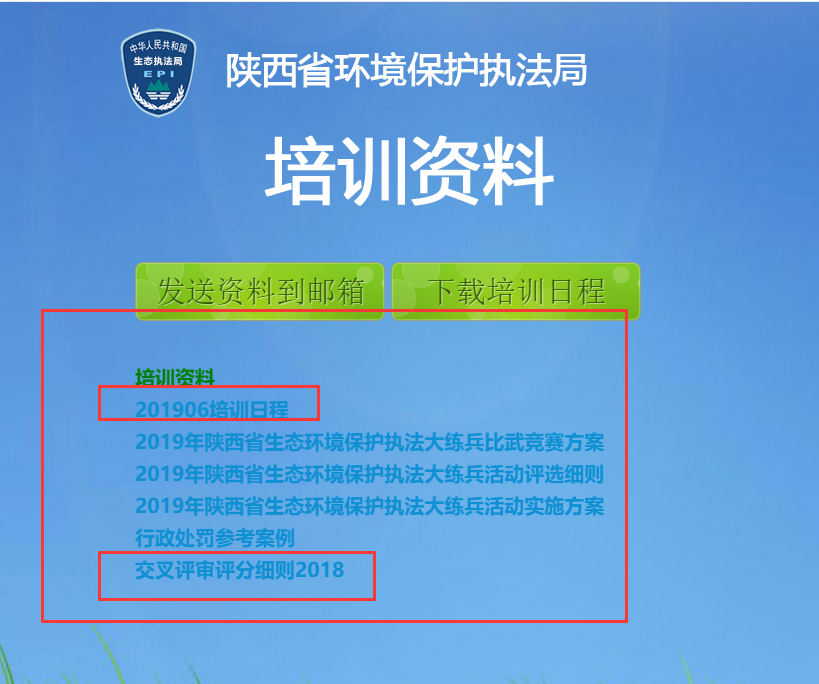 中华人民共和国
生态执法局
EPI
陕西省环境保护执法局
培训资料
发送资料到邮箱 下载培训日程
培训资料
201906培训日程
2019年陕西省生态环境保护执法大练兵比武竞赛方案
2019年陕西省生态环境保护执法大练兵活动评选细则
2019年陕西省生态环境保护执法大练兵活动实施方案
行政处罚参考案例
交叉评审评分细则2018